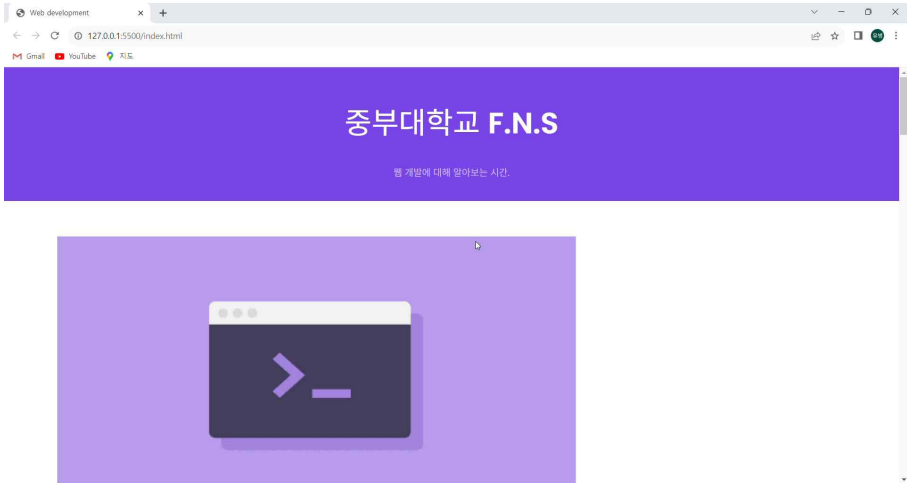 Web development
127.0.0.1:5500/index.html
Gmail YouTube 지도
중부대학교 F.N.S
웹 개발에 대해 알아보는 시간.
>_